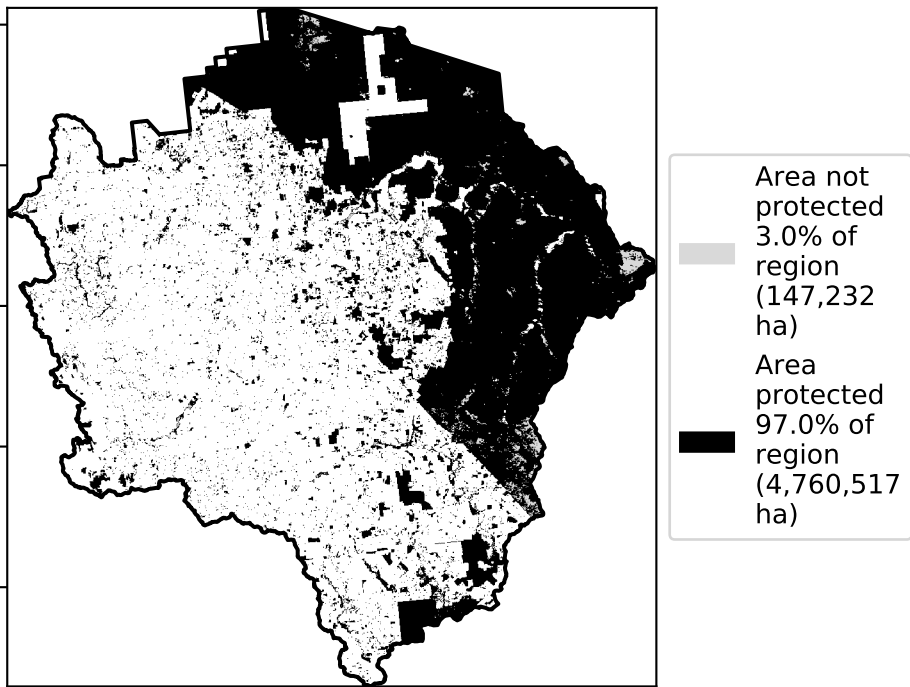 Area not
protected
3.0% of
region
(147,232
ha)
Area
protected
97.0% of
region
(4,760,517
ha)